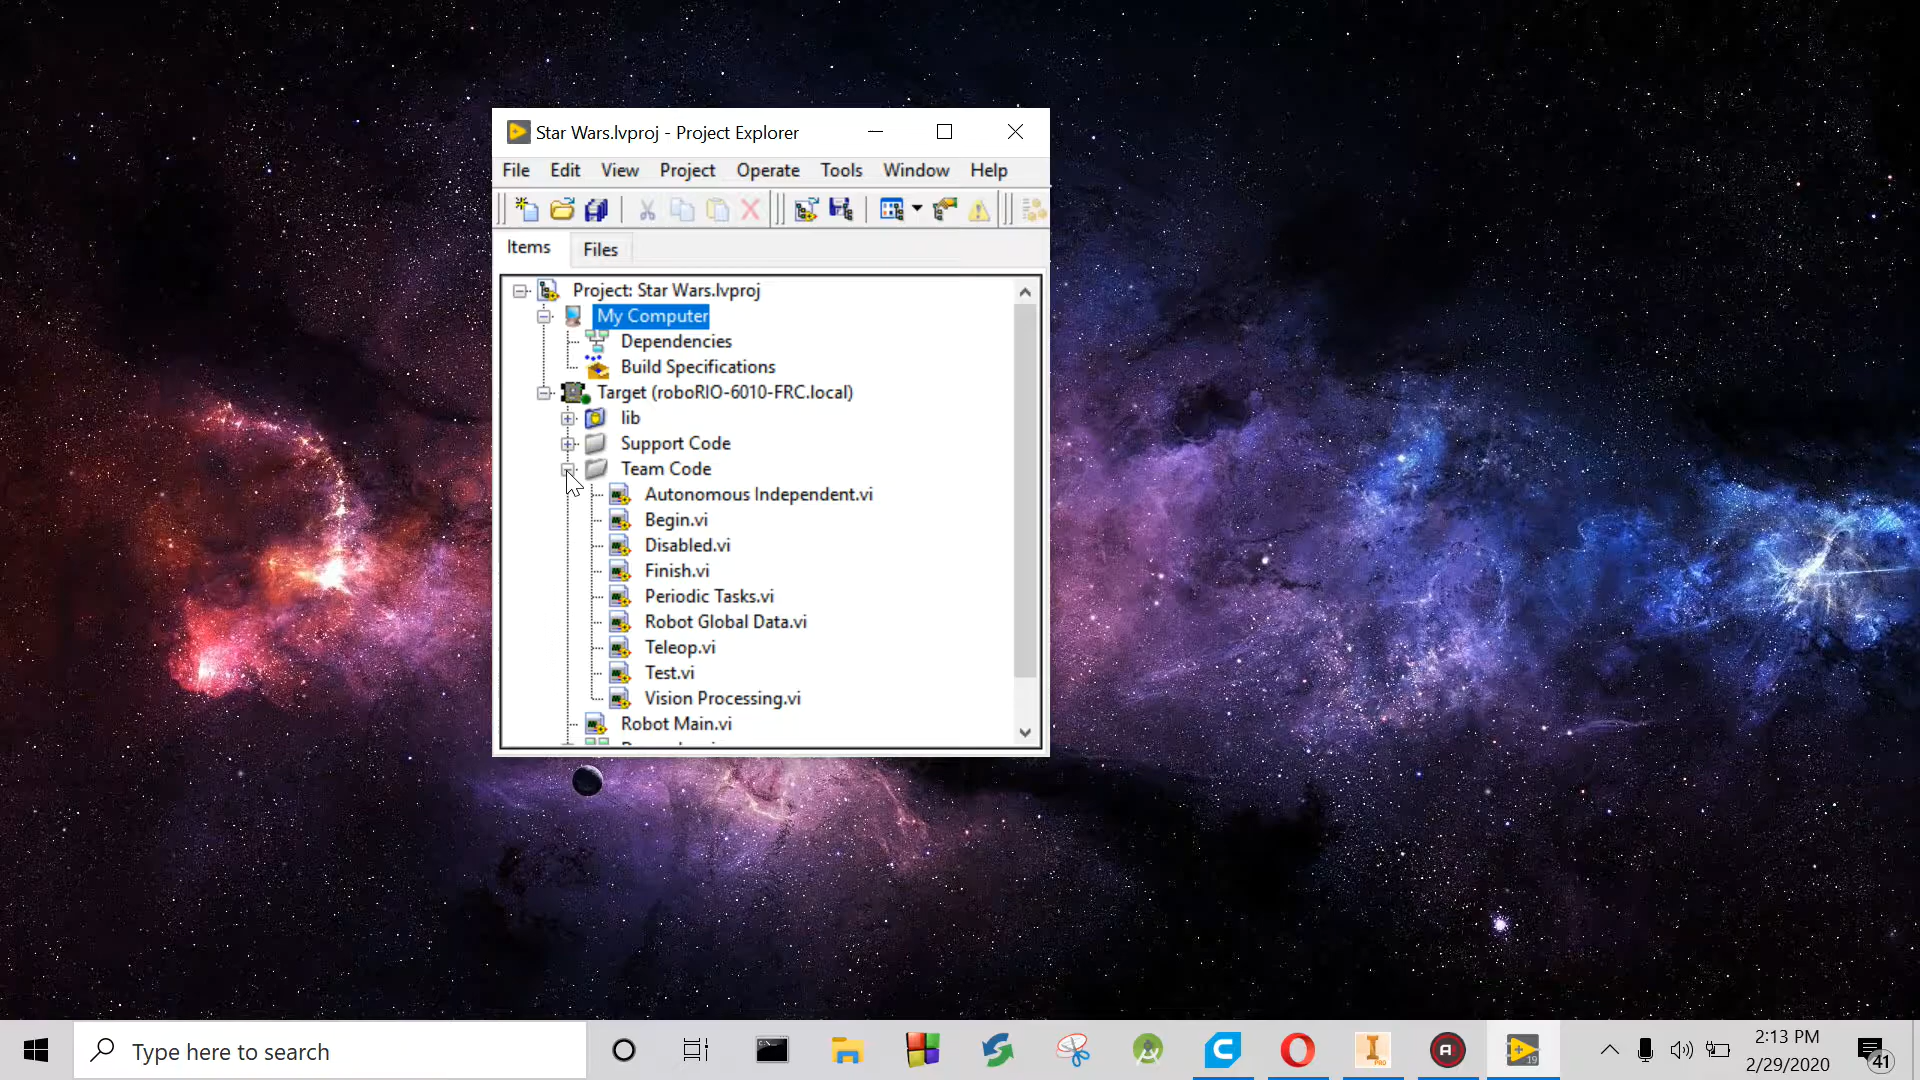 Star Wars.lvproj - Project Explorer
File Edit View Project Operate Tools Window Help
Items Files
Project: Star Wars.lvproj
My Computer
Dependencies
Build Specifications
Target (roboRIO-6010-FRC.local)
lib
Support Code
Team Code
Autonomous Independent.vi
Begin.vi
Disabled.vi
Finish.vi
Periodic Tasks.vi
Robot Global Data.vi
Teleop.vi
Test.vi
Vision Processing.vi
Robot Main.vi
Type here to search
PRO
19
2:13 PM
2/29/2020
41